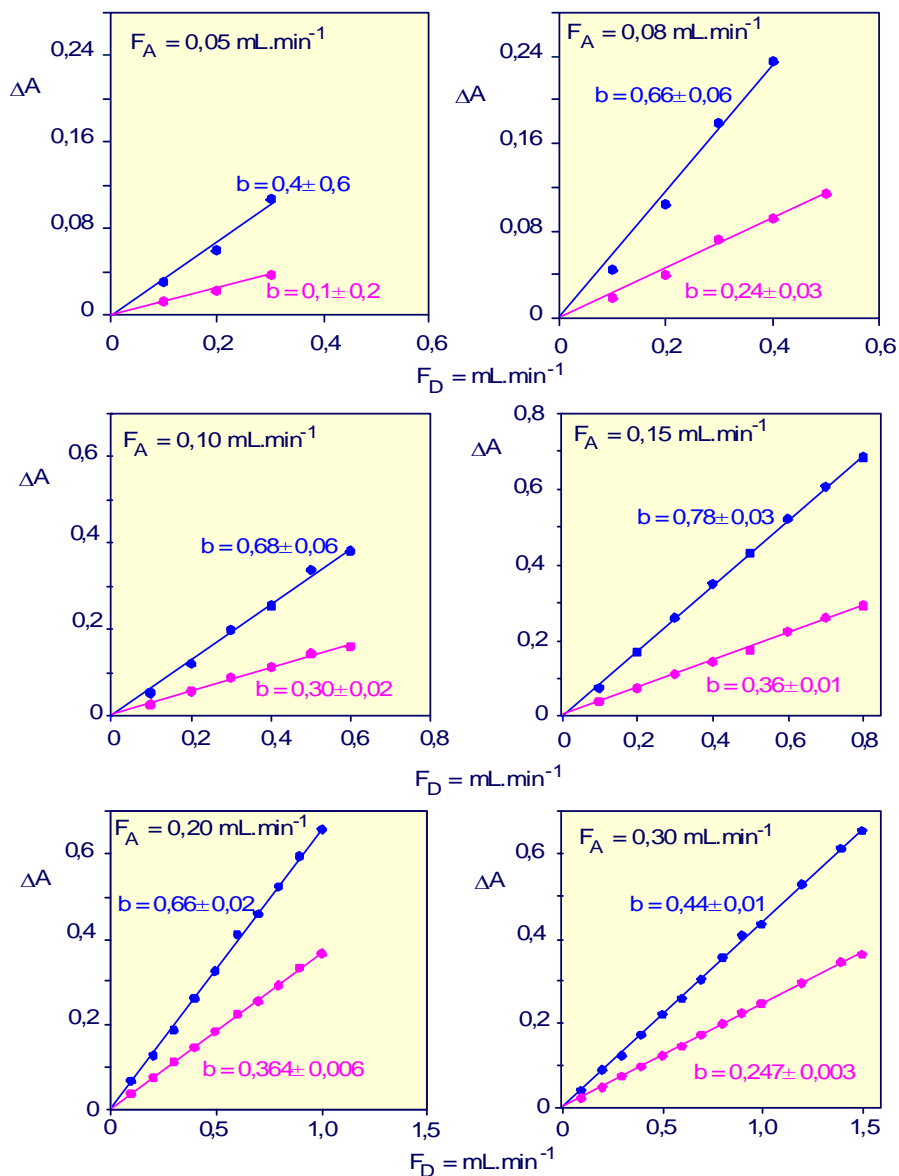 F_A = 0,05 mL.min⁻¹
ΔA
0,24
0,16
0,08
0
b = 0,4± 0,6
b = 0,1± 0,2
0 0,2 0,4 0,6
F_A = 0,08 mL.min⁻¹
ΔA
0,24
0,16
0,08
0
b = 0,66± 0,06
b = 0,24± 0,03
0 0,2 0,4 0,6
F_D = mL.min⁻¹
F_A = 0,10 mL.min⁻¹
ΔA
0,6
0,4
0,2
0
b = 0,68± 0,06
b = 0,30± 0,02
0 0,2 0,4 0,6 0,8
F_A = 0,15 mL.min⁻¹
ΔA
0,8
0,6
0,4
0,2
0
b = 0,78± 0,03
b = 0,36± 0,01
0 0,2 0,4 0,6 0,8
F_D = mL.min⁻¹
F_A = 0,20 mL.min⁻¹
ΔA
0,6
0,4
0,2
0
b = 0,66± 0,02
b = 0,364± 0,006
0 0,5 1,0 1,5
F_A = 0,30 mL.min⁻¹
ΔA
0,6
0,4
0,2
0
b = 0,44± 0,01
b = 0,247± 0,003
0 0,5 1,0 1,5
F_D = mL.min⁻¹